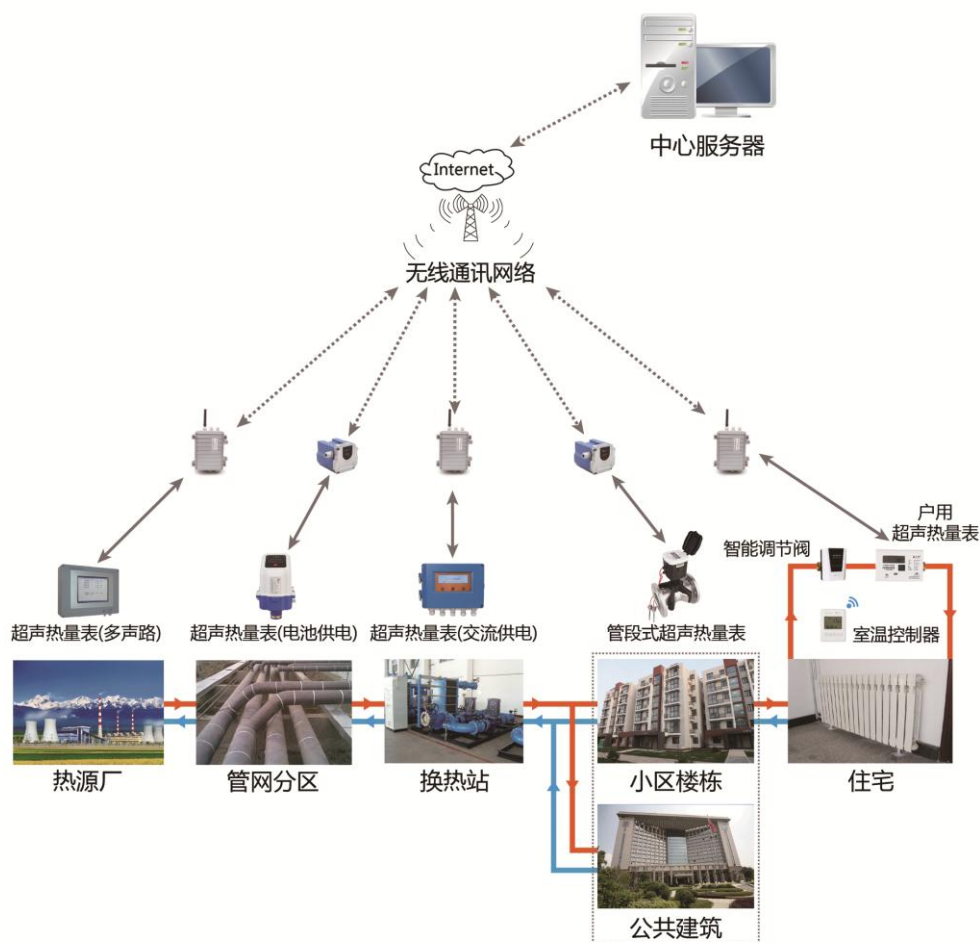 中心服务器
Internet
无线通讯网络
户用
超声热量表
智能调节阀
超声热量表(多声路)
超声热量表(电池供电)
超声热量表(交流供电)
管段式超声热量表
室温控制器
热源厂
管网分区
换热站
小区楼栋
住宅
公共建筑